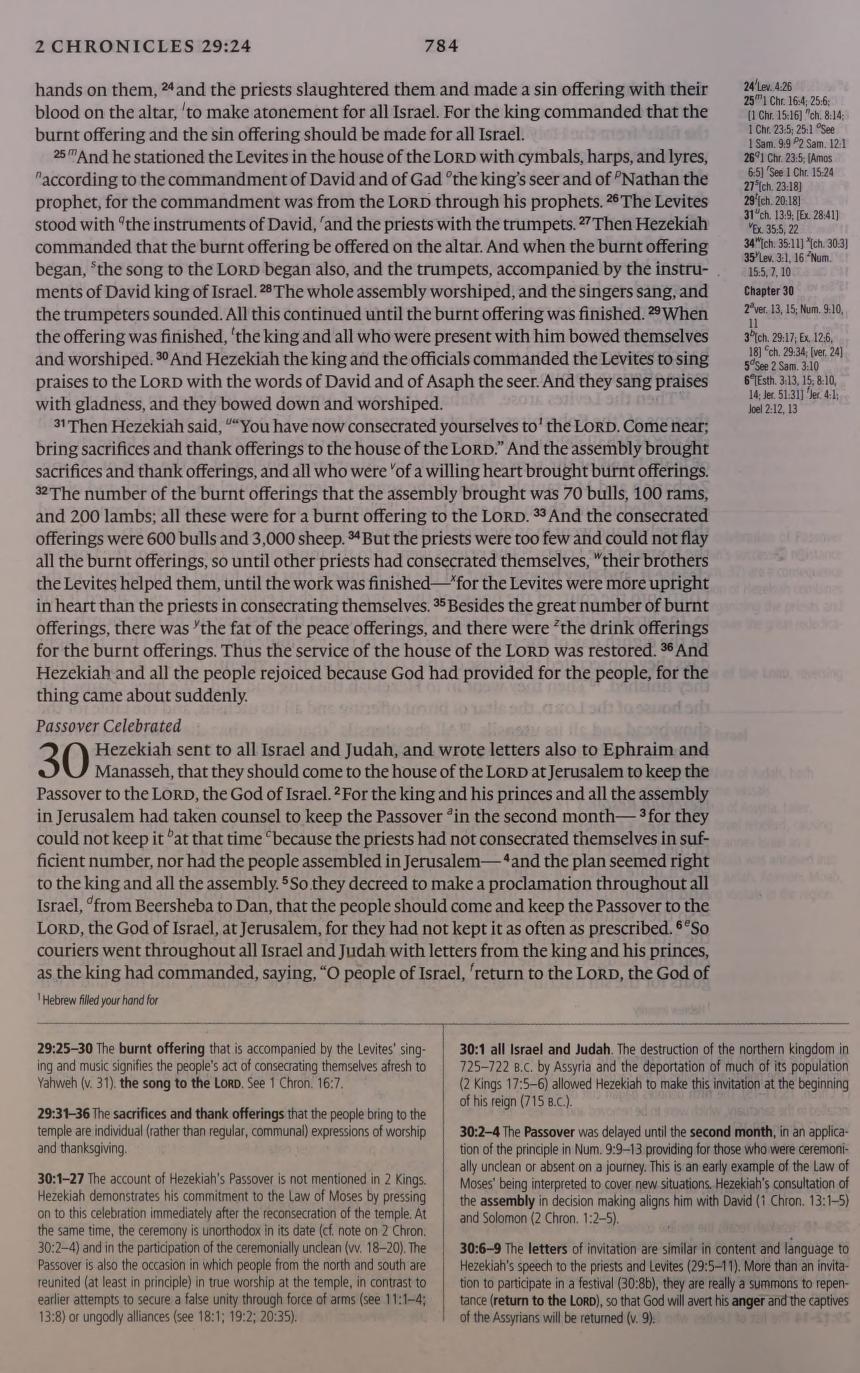 2 CHRONICLES 29:24
784
hands on them, 24 and the priests slaughtered them and made a sin offering with their
blood on the altar, l to make atonement for all Israel. For the king commanded that the
burnt offering and the sin offering should be made for all Israel.
25 m And he stationed the Levites in the house of the LORD with cymbals, harps, and lyres,
n according to the commandment of David and of Gad o the king's seer and of p Nathan the
prophet, for the commandment was from the LORD through his prophets. 26 The Levites
stood with q the instruments of David, r and the priests with the trumpets. 27 Then Hezekiah
commanded that the burnt offering be offered on the altar. And when the burnt offering
began, s the song to the LORD began also, and the trumpets, accompanied by the instru-
ments of David king of Israel. 28 The whole assembly worshiped, and the singers sang, and
the trumpeters sounded. All this continued until the burnt offering was finished. 29 When
the offering was finished, t the king and all who were present with him bowed themselves
and worshiped. 30 And Hezekiah the king and the officials commanded the Levites to sing
praises to the LORD with the words of David and of Asaph the seer. And they sang praises
with gladness, and they bowed down and worshiped.
31 Then Hezekiah said, u "You have now consecrated yourselves to 1 the LORD. Come near;
bring sacrifices and thank offerings to the house of the LORD." And the assembly brought
sacrifices and thank offerings, and all who were v of a willing heart brought burnt offerings.
32 The number of the burnt offerings that the assembly brought was 70 bulls, 100 rams,
and 200 lambs; all these were for a burnt offering to the LORD. 33 And the consecrated
offerings were 600 bulls and 3,000 sheep. 34 But the priests were too few and could not flay
all the burnt offerings, so until other priests had consecrated themselves, w their brothers
the Levites helped them, until the work was finished—x for the Levites were more upright
in heart than the priests in consecrating themselves. 35 Besides the great number of burnt
offerings, there was y the fat of the peace offerings, and there were z the drink offerings
for the burnt offerings. Thus the service of the house of the LORD was restored. 36 And
Hezekiah and all the people rejoiced because God had provided for the people, for the
thing came about suddenly.
Passover Celebrated
30 Hezekiah sent to all Israel and Judah, and wrote letters also to Ephraim and
Manasseh, that they should come to the house of the LORD at Jerusalem to keep the
Passover to the LORD, the God of Israel. 2 For the king and his princes and all the assembly
in Jerusalem had taken counsel to keep the Passover a in the second month— 3 for they
could not keep it b at that time c because the priests had not consecrated themselves in suf-
ficient number, nor had the people assembled in Jerusalem— 4 and the plan seemed right
to the king and all the assembly. 5 So they decreed to make a proclamation throughout all
Israel, d from Beersheba to Dan, that the people should come and keep the Passover to the
LORD, the God of Israel, at Jerusalem, for they had not kept it as often as prescribed. 6 e So
couriers went throughout all Israel and Judah with letters from the king and his princes,
as the king had commanded, saying, "O people of Israel, f return to the LORD, the God of
1 Hebrew filled your hand for
24 l Lev. 4:26
25 m 1 Chr. 16:4; 25:6;
[1 Chr. 15:16] n ch. 8:14;
1 Chr. 23:5; 25:1 o See
1 Sam. 9:9 p 2 Sam. 12:1
26 q 1 Chr. 23:5; [Amos
6:5] r See 1 Chr. 15:24
27 s [ch. 23:18]
29 t [ch. 20:18]
31 u ch. 13:9; [Ex. 28:41]
v Ex. 35:5, 22
34 w [ch. 35:11] x [ch. 30:3]
35 y Lev. 3:1, 16 z Num.
15:5, 7, 10
Chapter 30
2 a ver. 13, 15; Num. 9:10,
11
3 b [ch. 29:17; Ex. 12:6,
18] c ch. 29:34; [ver. 24]
5 d See 2 Sam. 3:10
6 e [Esth. 3:13, 15; 8:10,
14; Jer. 51:31] f Jer. 4:1;
Joel 2:12, 13
29:25–30 The burnt offering that is accompanied by the Levites' sing-
ing and music signifies the people's act of consecrating themselves afresh to
Yahweh (v. 31). the song to the LORD. See 1 Chron. 16:7.
29:31–36 The sacrifices and thank offerings that the people bring to the
temple are individual (rather than regular, communal) expressions of worship
and thanksgiving.
30:1–27 The account of Hezekiah's Passover is not mentioned in 2 Kings.
Hezekiah demonstrates his commitment to the Law of Moses by pressing
on to this celebration immediately after the reconsecration of the temple. At
the same time, the ceremony is unorthodox in its date (cf. note on 2 Chron.
30:2–4) and in the participation of the ceremonially unclean (vv. 18–20). The
Passover is also the occasion in which people from the north and south are
reunited (at least in principle) in true worship at the temple, in contrast to
earlier attempts to secure a false unity through force of arms (see 11:1–4;
13:8) or ungodly alliances (see 18:1; 19:2; 20:35).
30:1 all Israel and Judah. The destruction of the northern kingdom in
725–722 B.C. by Assyria and the deportation of much of its population
(2 Kings 17:5–6) allowed Hezekiah to make this invitation at the beginning
of his reign (715 B.C.).
30:2–4 The Passover was delayed until the second month, in an applica-
tion of the principle in Num. 9:9–13 providing for those who were ceremoni-
ally unclean or absent on a journey. This is an early example of the Law of
Moses' being interpreted to cover new situations. Hezekiah's consultation of
the assembly in decision making aligns him with David (1 Chron. 13:1–5)
and Solomon (2 Chron. 1:2–5).
30:6–9 The letters of invitation are similar in content and language to
Hezekiah's speech to the priests and Levites (29:5–11). More than an invita-
tion to participate in a festival (30:8b), they are really a summons to repen-
tance (return to the LORD), so that God will avert his anger and the captives
of the Assyrians will be returned (v. 9).